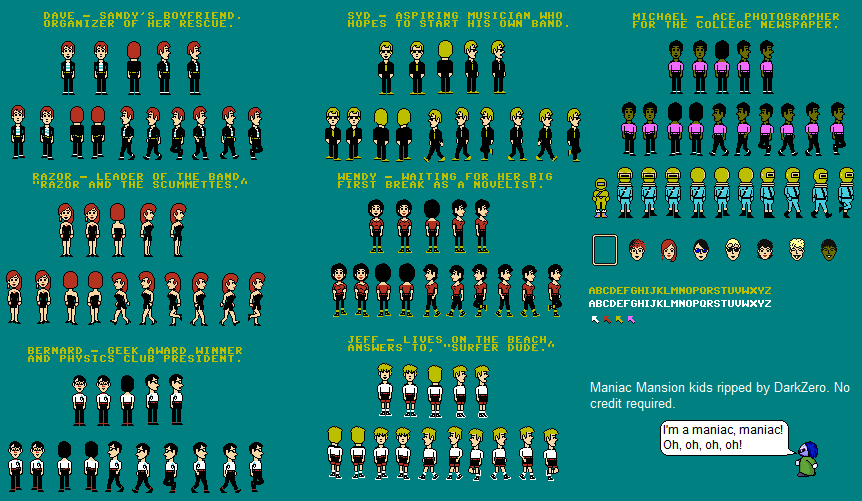 DAVE – SANDY'S BOYFRIEND.
ORGANIZER OF HER RESCUE.
SYD – ASPIRING MUSICIAN WHO
HOPES TO START HIS OWN BAND.
MICHAEL – ACE PHOTOGRAPHER
FOR THE COLLEGE NEWSPAPER.
RAZOR – LEADER OF THE BAND,
"RAZOR AND THE SCUMMETTES."
WENDY – WAITING FOR HER BIG
FIRST BREAK AS A NOVELIST.
BERNARD – GEEK AWARD WINNER
AND PHYSICS CLUB PRESIDENT.
JEFF – LIVES ON THE BEACH,
ANSWERS TO, "SURFER DUDE."
ABCDEFGHIJKLMNOPQRSTUVWXYZ
ABCDEFGHIJKLMNOPQRSTUVWXYZ
Maniac Mansion kids ripped by DarkZero. No
credit required.
I'm a maniac, maniac!
Oh, oh, oh, oh!